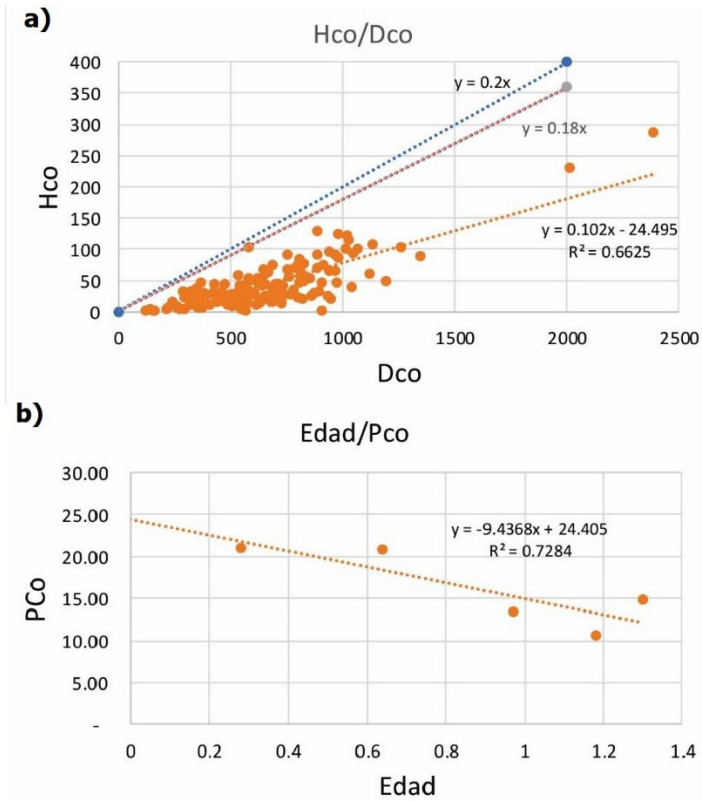 a)
Hco/Dco
400
350
300
250
200
150
100
50
0
Hco
y = 0.2x
y = 0.18x
y = 0.102x - 24.495
R² = 0.6625
0 500 1000 1500 2000 2500
Dco
b)
Edad/Pco
30.00
25.00
20.00
15.00
10.00
5.00
-
PCo
y = -9.4368x + 24.405
R² = 0.7284
0 0.2 0.4 0.6 0.8 1 1.2 1.4
Edad